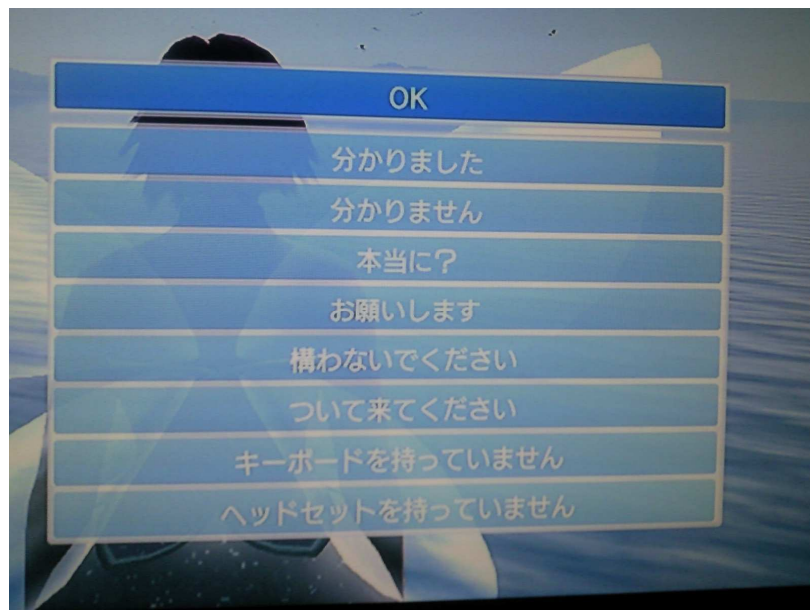 OK
分かりました
分かりません
本当に?
お願いします
構わないでください
ついて来てください
キーボードを持っていません
ヘッドセットを持っていません